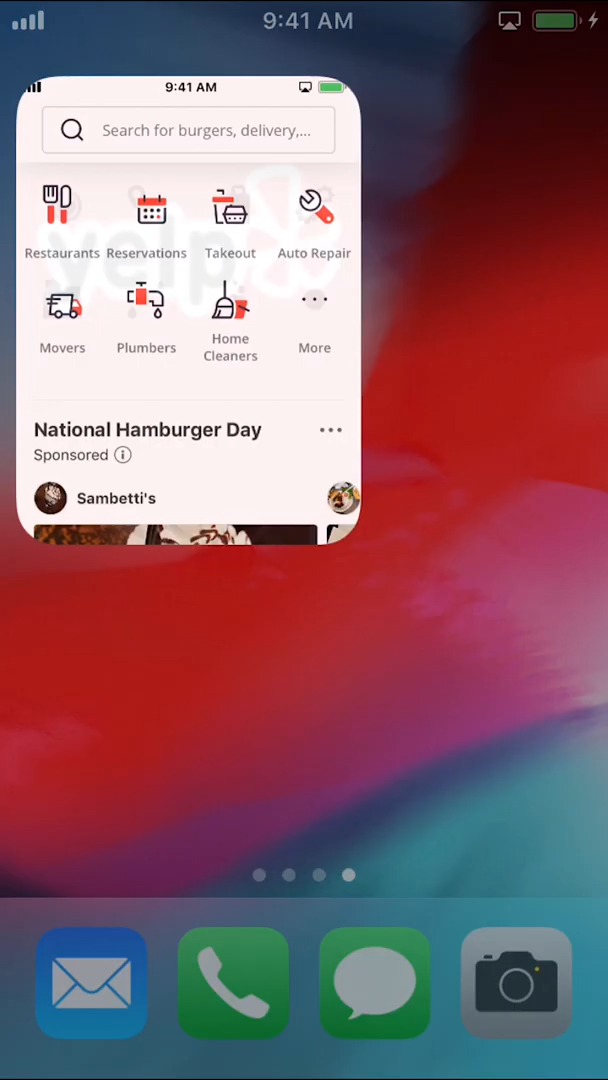 9:41 AM
9:41 AM
Search for burgers, delivery,...
yelp
Restaurants Reservations Takeout Auto Repair
Movers Plumbers Home Cleaners More
National Hamburger Day
Sponsored
Sambetti's